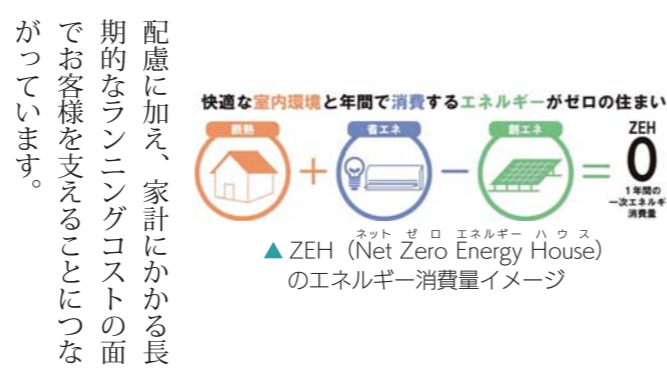 配慮に加え、家計にかかる長
期的なランニングコストの面
でお客様を支えることにつな
がっています。
快適な室内環境と年間で消費するエネルギーがゼロの住まい
断熱
+
省エネ
−
創エネ
=
ZEH
0
1年間の
一次エネルギー
消費量
ネット ゼロ エネルギー ハウス
▲ ZEH(Net Zero Energy House)
のエネルギー消費量イメージ